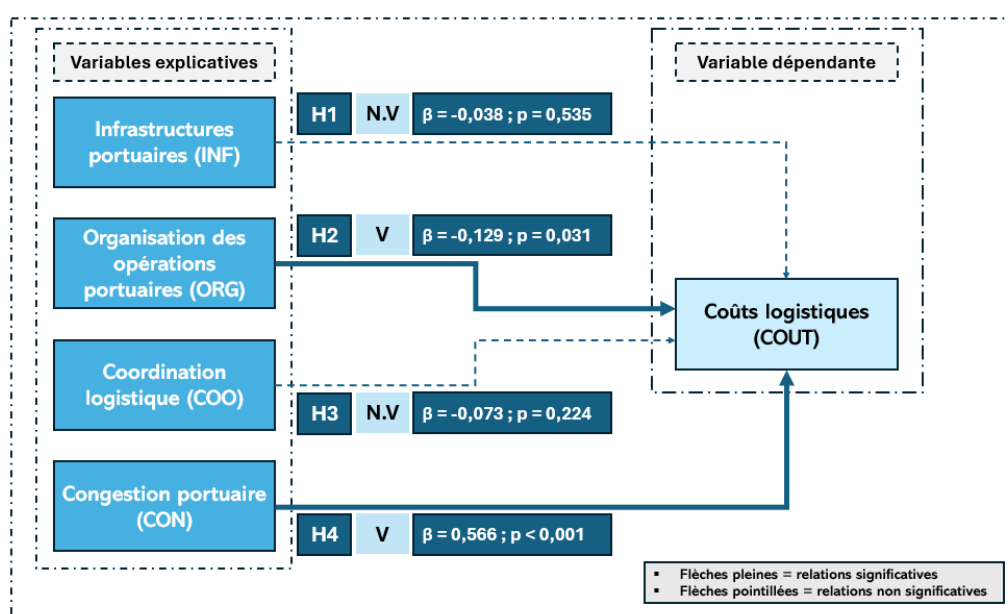 Variables explicatives
Variable dépendante
Infrastructures
portuaires (INF)
H1
N.V
β = -0,038 ; p = 0,535
Organisation des
opérations
portuaires (ORG)
H2
V
β = -0,129 ; p = 0,031
Coûts logistiques
(COUT)
Coordination
logistique (COO)
H3
N.V
β = -0,073 ; p = 0,224
Congestion portuaire
(CON)
H4
V
β = 0,566 ; p < 0,001
▪ Flèches pleines = relations significatives
▪ Flèches pointillées = relations non significatives